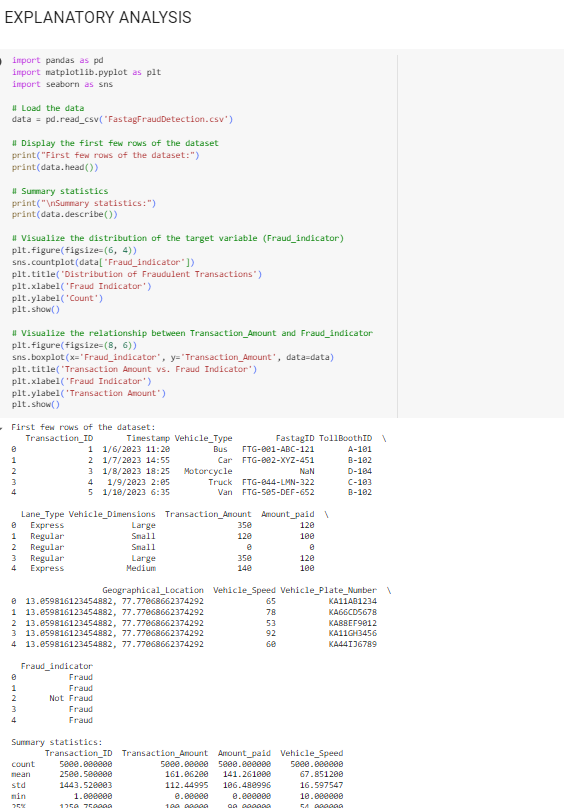 EXPLANATORY ANALYSIS
import pandas as pd
import matplotlib.pyplot as plt
import seaborn as sns
# Load the data
data = pd.read_csv('FastagFraudDetection.csv')
# Display the first few rows of the dataset
print("First few rows of the dataset:")
print(data.head())
# Summary statistics
print("\nSummary statistics:")
print(data.describe())
# Visualize the distribution of the target variable (Fraud_indicator)
plt.figure(figsize=(6, 4))
sns.countplot(data['Fraud_indicator'])
plt.title('Distribution of Fraudulent Transactions')
plt.xlabel('Fraud Indicator')
plt.ylabel('Count')
plt.show()
# Visualize the relationship between Transaction_Amount and Fraud_indicator
plt.figure(figsize=(8, 6))
sns.boxplot(x='Fraud_indicator', y='Transaction_Amount', data=data)
plt.title('Transaction Amount vs. Fraud Indicator')
plt.xlabel('Fraud Indicator')
plt.ylabel('Transaction Amount')
plt.show()
First few rows of the dataset:
Transaction_ID Timestamp Vehicle_Type FastagID TollBoothID \
0 1 1/6/2023 11:20 Bus FTG-001-ABC-121 A-101
1 2 1/7/2023 14:55 Car FTG-002-XYZ-451 B-102
2 3 1/8/2023 18:25 Motorcycle NaN D-104
3 4 1/9/2023 2:05 Truck FTG-044-LMN-322 C-103
4 5 1/10/2023 6:35 Van FTG-505-DEF-652 B-102
Lane_Type Vehicle_Dimensions Transaction_Amount Amount_paid \
0 Express Large 350 120
1 Regular Small 120 100
2 Regular Small 0 0
3 Regular Large 350 120
4 Express Medium 140 100
Geographical_Location Vehicle_Speed Vehicle_Plate_Number \
0 13.059816123454882, 77.77068662374292 65 KA11AB1234
1 13.059816123454882, 77.77068662374292 78 KA66CD5678
2 13.059816123454882, 77.77068662374292 53 KA88EF9012
3 13.059816123454882, 77.77068662374292 92 KA11GH3456
4 13.059816123454882, 77.77068662374292 60 KA44IJ6789
Fraud_indicator
0 Fraud
1 Fraud
2 Not Fraud
3 Fraud
4 Fraud
Summary statistics:
Transaction_ID Transaction_Amount Amount_paid Vehicle_Speed
count 5000.000000 5000.00000 5000.000000 5000.000000
mean 2500.500000 161.06200 141.261000 67.851200
std 1443.520003 112.44995 106.480996 16.597547
min 1.000000 0.00000 0.000000 10.000000
25% 1250.750000 100.00000 90.000000 54.000000